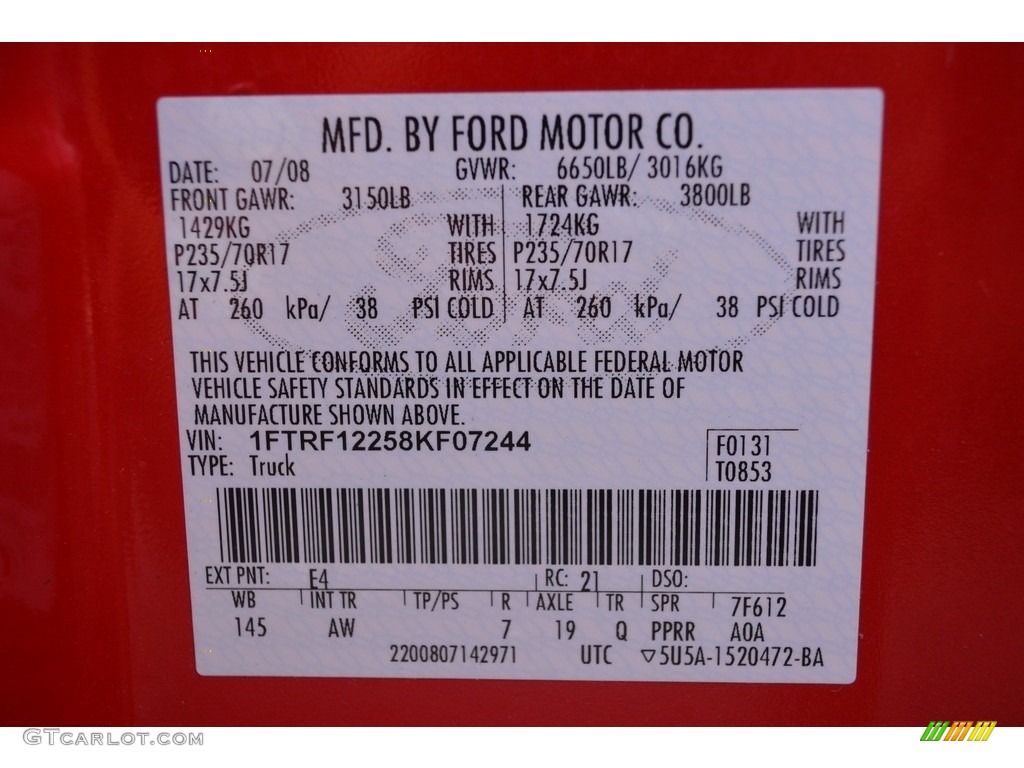 MFD. BY FORD MOTOR CO.
DATE: 07/08 GVWR: 6650LB/ 3016KG
FRONT GAWR: 3150LB REAR GAWR: 3800LB
1429KG WITH 1724KG WITH
P235/70R17 TIRES P235/70R17 TIRES
17x7.5J RIMS 17x7.5J RIMS
AT 260 kPa/ 38 PSI COLD AT 260 kPa/ 38 PSI COLD
THIS VEHICLE CONFORMS TO ALL APPLICABLE FEDERAL MOTOR
VEHICLE SAFETY STANDARDS IN EFFECT ON THE DATE OF
MANUFACTURE SHOWN ABOVE.
VIN: 1FTRF12258KF07244 F0131
TYPE: Truck T0853
EXT PNT: E4 RC: 21 DSO:
WB INT TR TP/PS R AXLE TR SPR 7F612
145 AW 7 19 Q PPRR A0A
2200807142971 UTC ▽5U5A-1520472-BA
GTCARLOT.COM